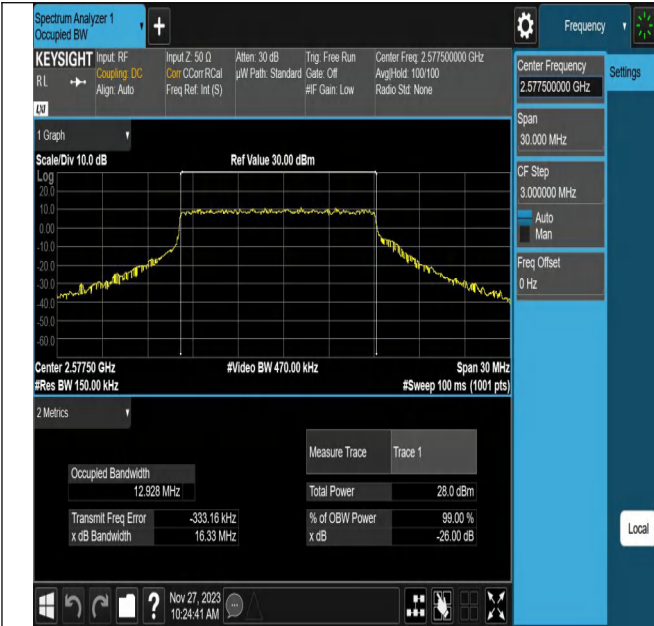 Spectrum Analyzer 1
Occupied BW
+
Frequency
KEYSIGHT
RL
LXI
Input: RF
Coupling: DC
Align: Auto
Input Z: 50 Ω
Corr CCorr RCal
Freq Ref: Int (S)
Atten: 30 dB
µW Path: Standard
Trig: Free Run
Gate: Off
#IF Gain: Low
Center Freq: 2.577500000 GHz
Avg|Hold: 100/100
Radio Std: None
Center Frequency
2.577500000 GHz
Settings
Span
30.000 MHz
CF Step
3.000000 MHz
Auto
Man
Freq Offset
0 Hz
1 Graph
Scale/Div 10.0 dB
Ref Value 30.00 dBm
Log
20.0
10.0
0.00
-10.0
-20.0
-30.0
-40.0
-50.0
-60.0
Center 2.57750 GHz
#Video BW 470.00 kHz
Span 30 MHz
#Res BW 150.00 kHz
#Sweep 100 ms (1001 pts)
2 Metrics
Measure Trace
Trace 1
Occupied Bandwidth
12.928 MHz
Total Power
28.0 dBm
Transmit Freq Error
-333.16 kHz
% of OBW Power
99.00 %
x dB Bandwidth
16.33 MHz
x dB
-26.00 dB
Local
?
Nov 27, 2023
10:24:41 AM